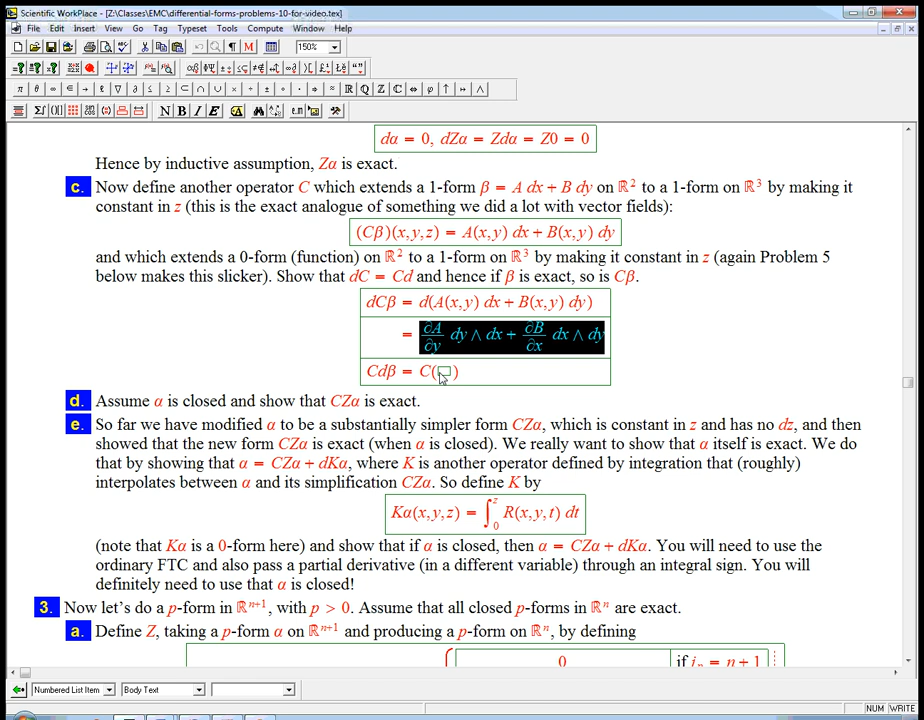 Scientific WorkPlace - [Z:\Classes\EMC\differential-forms-problems-10-for-video.tex]
File Edit Insert View Go Tag Typeset Tools Compute Window Help
150%
N B I E
dα = 0, dZα = Zdα = Z0 = 0
Hence by inductive assumption, Zα is exact.
c. Now define another operator C which extends a 1-form β = A dx + B dy on ℝ² to a 1-form on ℝ³ by making it
constant in z (this is the exact analogue of something we did a lot with vector fields):
(Cβ)(x,y,z) = A(x,y) dx + B(x,y) dy
and which extends a 0-form (function) on ℝ² to a 1-form on ℝ³ by making it constant in z (again Problem 5
below makes this slicker). Show that dC = Cd and hence if β is exact, so is Cβ.
dCβ = d(A(x,y) dx + B(x,y) dy)
= ∂A/∂y dy ∧ dx + ∂B/∂x dx ∧ dy
Cdβ = C( )
d. Assume α is closed and show that CZα is exact.
e. So far we have modified α to be a substantially simpler form CZα, which is constant in z and has no dz, and then
showed that the new form CZα is exact (when α is closed). We really want to show that α itself is exact. We do
that by showing that α = CZα + dKα, where K is another operator defined by integration that (roughly)
interpolates between α and its simplification CZα. So define K by
Kα(x,y,z) = ∫₀ᶻ R(x,y,t) dt
(note that Kα is a 0-form here) and show that if α is closed, then α = CZα + dKα. You will need to use the
ordinary FTC and also pass a partial derivative (in a different variable) through an integral sign. You will
definitely need to use that α is closed!
3. Now let's do a p-form in ℝⁿ⁺¹, with p > 0. Assume that all closed p-forms in ℝⁿ are exact.
a. Define Z, taking a p-form α on ℝⁿ⁺¹ and producing a p-form on ℝⁿ, by defining
0 if iₚ = n + 1
Numbered List Item Body Text
NUM WRITE